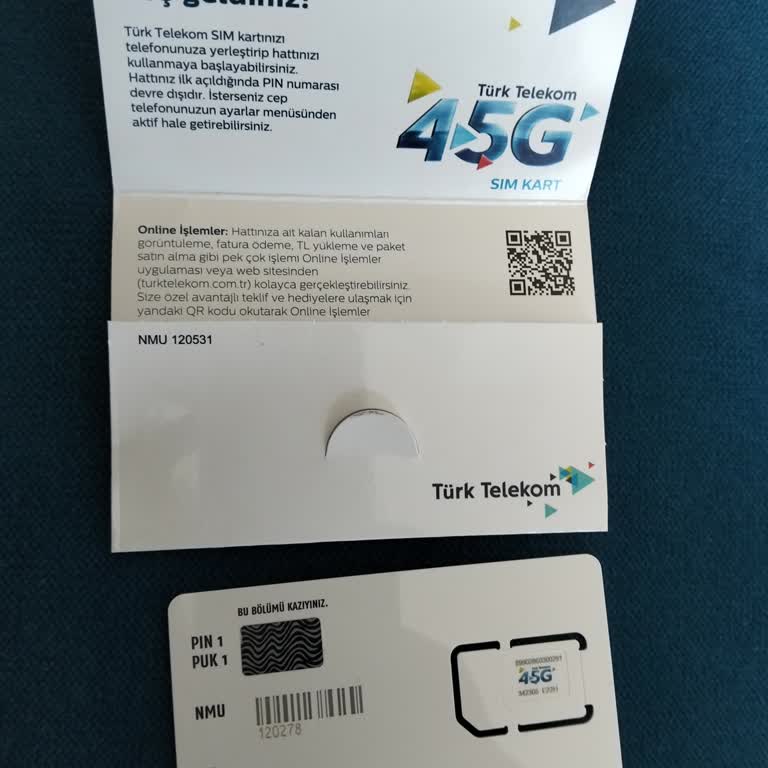 Türk Telekom SIM kartınızı
telefonunuza yerleştirip hattınızı
kullanmaya başlayabilirsiniz.
Hattınız ilk açıldığında PIN numarası
devre dışıdır. İsterseniz cep
telefonunuzun ayarlar menüsünden
aktif hale getirebilirsiniz.
Türk Telekom
4.5G
SIM KART
Online İşlemler: Hattınıza ait kalan kullanımları
görüntüleme, fatura ödeme, TL yükleme ve paket
satın alma gibi pek çok işlemi Online İşlemler
uygulaması veya web sitesinden
(turktelekom.com.tr) kolayca gerçekleştirebilirsiniz.
Size özel avantajlı teklif ve hediyelere ulaşmak için
yandaki QR kodu okutarak Online İşlemler
NMU 120531
Türk Telekom
BU BÖLÜMÜ KAZIYINIZ.
PIN 1
PUK 1
NMU
120278
4.5G